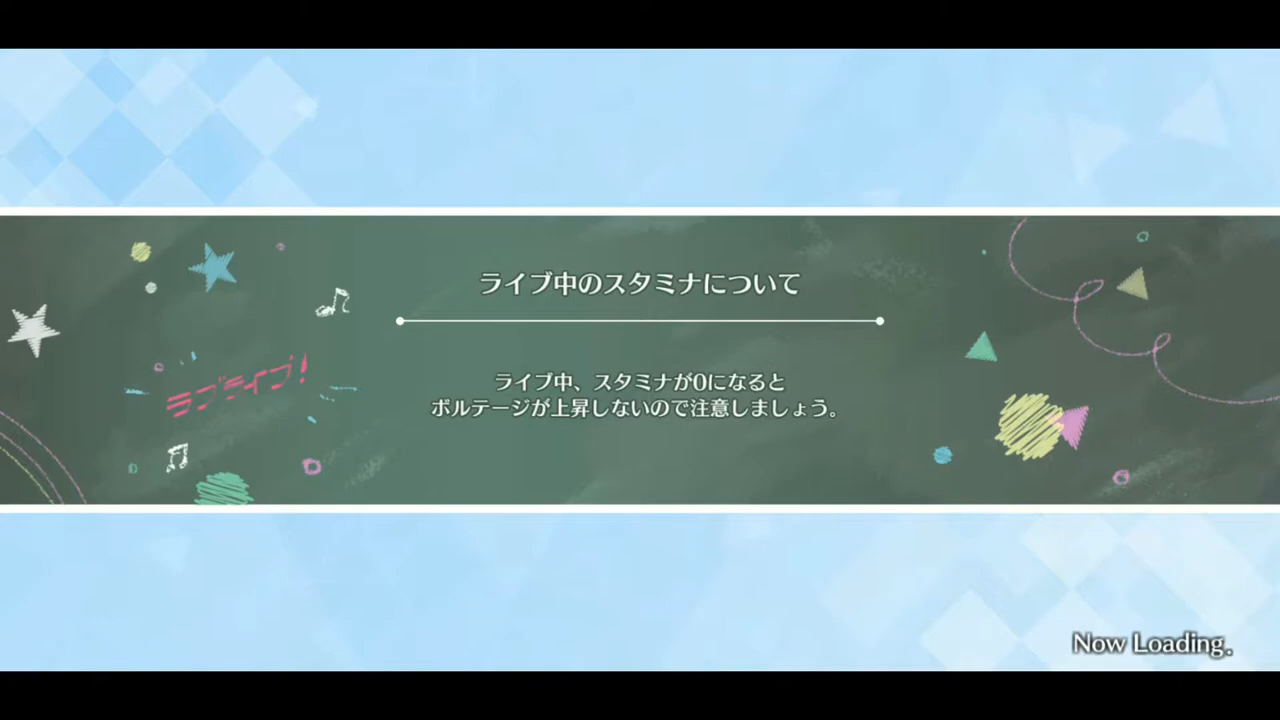 ライブ中のスタミナについて
ライブ中、スタミナが0になると
ボルテージが上昇しないので注意しましょう。
ラブライブ!
Now Loading.